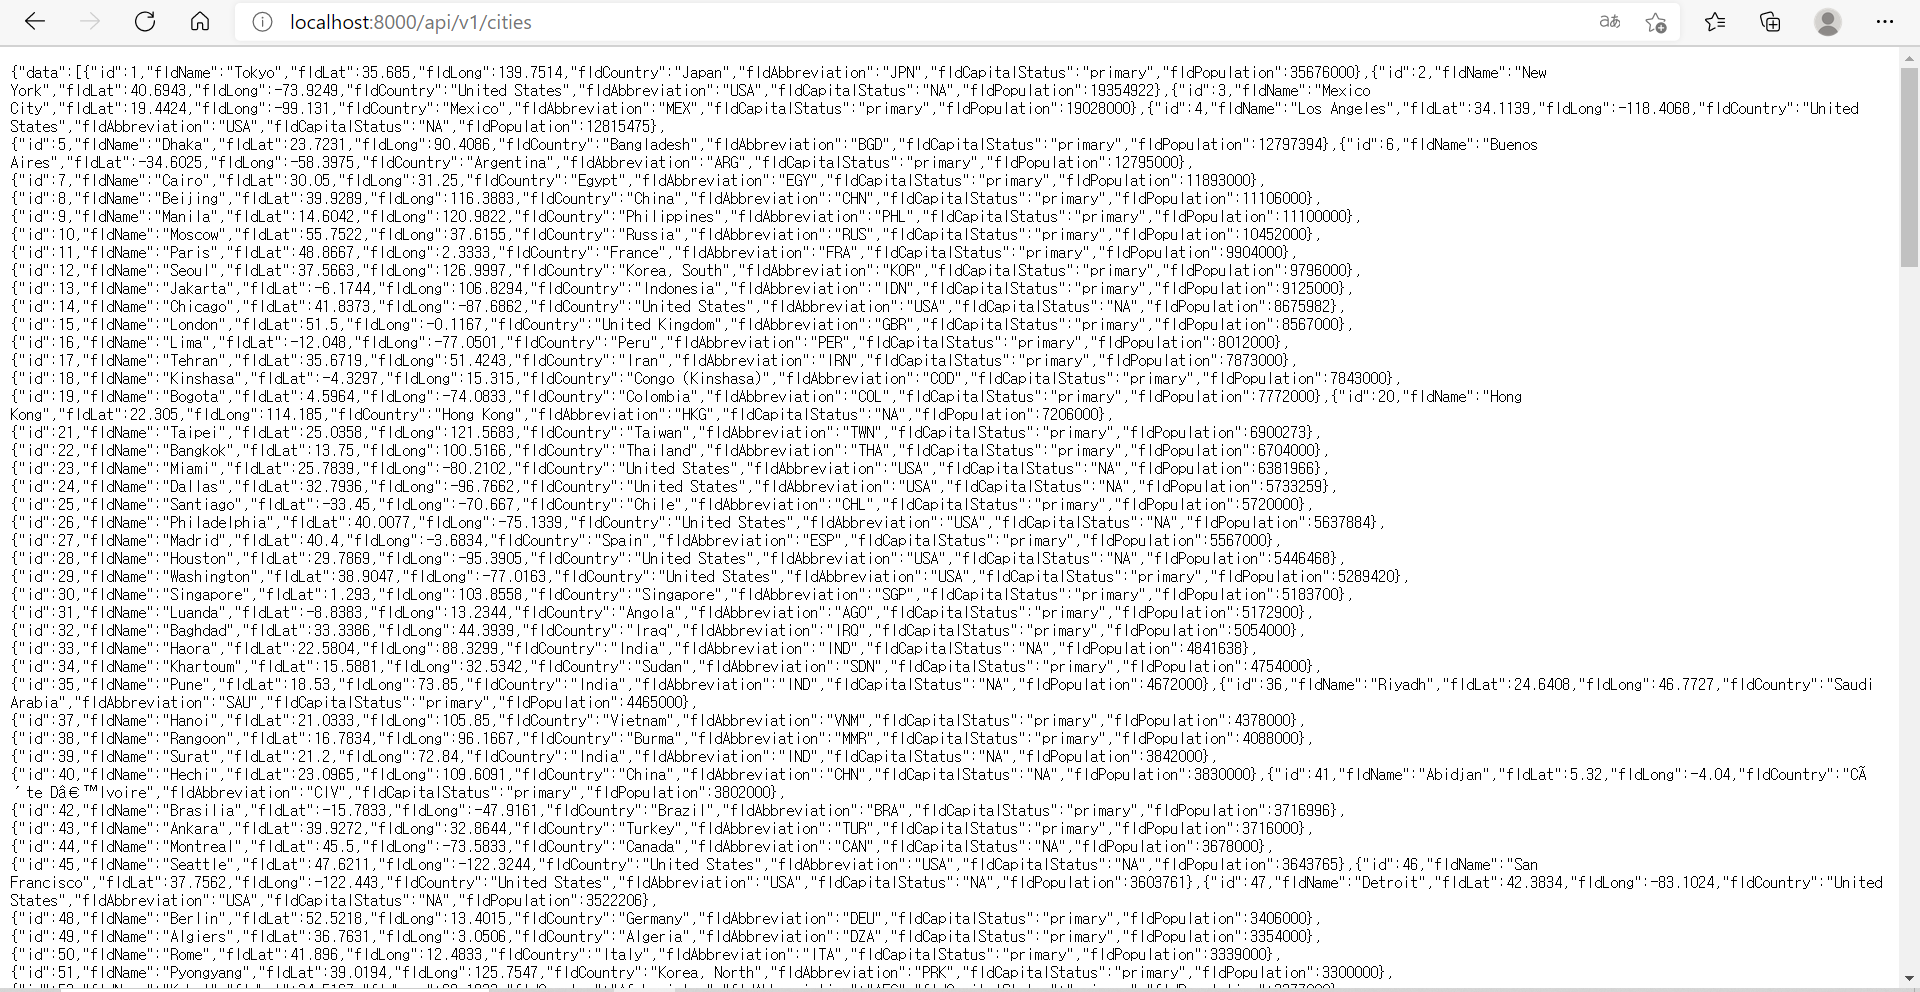 localhost:8000/api/v1/cities
aあ
{"data":[{"id":1,"fldName":"Tokyo","fldLat":35.685,"fldLong":139.7514,"fldCountry":"Japan","fldAbbreviation":"JPN","fldCapitalStatus":"primary","fldPopulation":35676000},{"id":2,"fldName":"New
York","fldLat":40.6943,"fldLong":-73.9249,"fldCountry":"United States","fldAbbreviation":"USA","fldCapitalStatus":"NA","fldPopulation":19354922},{"id":3,"fldName":"Mexico
City","fldLat":19.4424,"fldLong":-99.131,"fldCountry":"Mexico","fldAbbreviation":"MEX","fldCapitalStatus":"primary","fldPopulation":19028000},{"id":4,"fldName":"Los Angeles","fldLat":34.1139,"fldLong":-118.4068,"fldCountry":"United
States","fldAbbreviation":"USA","fldCapitalStatus":"NA","fldPopulation":12815475},
{"id":5,"fldName":"Dhaka","fldLat":23.7231,"fldLong":90.4086,"fldCountry":"Bangladesh","fldAbbreviation":"BGD","fldCapitalStatus":"primary","fldPopulation":12797394},{"id":6,"fldName":"Buenos
Aires","fldLat":-34.6025,"fldLong":-58.3975,"fldCountry":"Argentina","fldAbbreviation":"ARG","fldCapitalStatus":"primary","fldPopulation":12795000},
{"id":7,"fldName":"Cairo","fldLat":30.05,"fldLong":31.25,"fldCountry":"Egypt","fldAbbreviation":"EGY","fldCapitalStatus":"primary","fldPopulation":11893000},
{"id":8,"fldName":"Beijing","fldLat":39.9289,"fldLong":116.3883,"fldCountry":"China","fldAbbreviation":"CHN","fldCapitalStatus":"primary","fldPopulation":11106000},
{"id":9,"fldName":"Manila","fldLat":14.6042,"fldLong":120.9822,"fldCountry":"Philippines","fldAbbreviation":"PHL","fldCapitalStatus":"primary","fldPopulation":11100000},
{"id":10,"fldName":"Moscow","fldLat":55.7522,"fldLong":37.6155,"fldCountry":"Russia","fldAbbreviation":"RUS","fldCapitalStatus":"primary","fldPopulation":10452000},
{"id":11,"fldName":"Paris","fldLat":48.8667,"fldLong":2.3333,"fldCountry":"France","fldAbbreviation":"FRA","fldCapitalStatus":"primary","fldPopulation":9904000},
{"id":12,"fldName":"Seoul","fldLat":37.5663,"fldLong":126.9997,"fldCountry":"Korea, South","fldAbbreviation":"KOR","fldCapitalStatus":"primary","fldPopulation":9796000},
{"id":13,"fldName":"Jakarta","fldLat":-6.1744,"fldLong":106.8294,"fldCountry":"Indonesia","fldAbbreviation":"IDN","fldCapitalStatus":"primary","fldPopulation":9125000},
{"id":14,"fldName":"Chicago","fldLat":41.8373,"fldLong":-87.6862,"fldCountry":"United States","fldAbbreviation":"USA","fldCapitalStatus":"NA","fldPopulation":8675982},
{"id":15,"fldName":"London","fldLat":51.5,"fldLong":-0.1167,"fldCountry":"United Kingdom","fldAbbreviation":"GBR","fldCapitalStatus":"primary","fldPopulation":8567000},
{"id":16,"fldName":"Lima","fldLat":-12.048,"fldLong":-77.0501,"fldCountry":"Peru","fldAbbreviation":"PER","fldCapitalStatus":"primary","fldPopulation":8012000},
{"id":17,"fldName":"Tehran","fldLat":35.6719,"fldLong":51.4243,"fldCountry":"Iran","fldAbbreviation":"IRN","fldCapitalStatus":"primary","fldPopulation":7873000},
{"id":18,"fldName":"Kinshasa","fldLat":-4.3297,"fldLong":15.315,"fldCountry":"Congo (Kinshasa)","fldAbbreviation":"COD","fldCapitalStatus":"primary","fldPopulation":7843000},
{"id":19,"fldName":"Bogota","fldLat":4.5964,"fldLong":-74.0833,"fldCountry":"Colombia","fldAbbreviation":"COL","fldCapitalStatus":"primary","fldPopulation":7772000},{"id":20,"fldName":"Hong
Kong","fldLat":22.305,"fldLong":114.185,"fldCountry":"Hong Kong","fldAbbreviation":"HKG","fldCapitalStatus":"NA","fldPopulation":7206000},
{"id":21,"fldName":"Taipei","fldLat":25.0358,"fldLong":121.5683,"fldCountry":"Taiwan","fldAbbreviation":"TWN","fldCapitalStatus":"primary","fldPopulation":6900273},
{"id":22,"fldName":"Bangkok","fldLat":13.75,"fldLong":100.5166,"fldCountry":"Thailand","fldAbbreviation":"THA","fldCapitalStatus":"primary","fldPopulation":6704000},
{"id":23,"fldName":"Miami","fldLat":25.7839,"fldLong":-80.2102,"fldCountry":"United States","fldAbbreviation":"USA","fldCapitalStatus":"NA","fldPopulation":6381966},
{"id":24,"fldName":"Dallas","fldLat":32.7936,"fldLong":-96.7662,"fldCountry":"United States","fldAbbreviation":"USA","fldCapitalStatus":"NA","fldPopulation":5733259},
{"id":25,"fldName":"Santiago","fldLat":-33.45,"fldLong":-70.667,"fldCountry":"Chile","fldAbbreviation":"CHL","fldCapitalStatus":"primary","fldPopulation":5720000},
{"id":26,"fldName":"Philadelphia","fldLat":40.0077,"fldLong":-75.1339,"fldCountry":"United States","fldAbbreviation":"USA","fldCapitalStatus":"NA","fldPopulation":5637884},
{"id":27,"fldName":"Madrid","fldLat":40.4,"fldLong":-3.6834,"fldCountry":"Spain","fldAbbreviation":"ESP","fldCapitalStatus":"primary","fldPopulation":5567000},
{"id":28,"fldName":"Houston","fldLat":29.7869,"fldLong":-95.3905,"fldCountry":"United States","fldAbbreviation":"USA","fldCapitalStatus":"NA","fldPopulation":5446468},
{"id":29,"fldName":"Washington","fldLat":38.9047,"fldLong":-77.0163,"fldCountry":"United States","fldAbbreviation":"USA","fldCapitalStatus":"primary","fldPopulation":5289420},
{"id":30,"fldName":"Singapore","fldLat":1.293,"fldLong":103.8558,"fldCountry":"Singapore","fldAbbreviation":"SGP","fldCapitalStatus":"primary","fldPopulation":5183700},
{"id":31,"fldName":"Luanda","fldLat":-8.8383,"fldLong":13.2344,"fldCountry":"Angola","fldAbbreviation":"AGO","fldCapitalStatus":"primary","fldPopulation":5172900},
{"id":32,"fldName":"Baghdad","fldLat":33.3386,"fldLong":44.3939,"fldCountry":"Iraq","fldAbbreviation":"IRQ","fldCapitalStatus":"primary","fldPopulation":5054000},
{"id":33,"fldName":"Haora","fldLat":22.5804,"fldLong":88.3299,"fldCountry":"India","fldAbbreviation":"IND","fldCapitalStatus":"NA","fldPopulation":4841638},
{"id":34,"fldName":"Khartoum","fldLat":15.5881,"fldLong":32.5342,"fldCountry":"Sudan","fldAbbreviation":"SDN","fldCapitalStatus":"primary","fldPopulation":4754000},
{"id":35,"fldName":"Pune","fldLat":18.53,"fldLong":73.85,"fldCountry":"India","fldAbbreviation":"IND","fldCapitalStatus":"NA","fldPopulation":4672000},{"id":36,"fldName":"Riyadh","fldLat":24.6408,"fldLong":46.7727,"fldCountry":"Saudi
Arabia","fldAbbreviation":"SAU","fldCapitalStatus":"primary","fldPopulation":4465000},
{"id":37,"fldName":"Hanoi","fldLat":21.0333,"fldLong":105.85,"fldCountry":"Vietnam","fldAbbreviation":"VNM","fldCapitalStatus":"primary","fldPopulation":4378000},
{"id":38,"fldName":"Rangoon","fldLat":16.7834,"fldLong":96.1667,"fldCountry":"Burma","fldAbbreviation":"MMR","fldCapitalStatus":"primary","fldPopulation":4088000},
{"id":39,"fldName":"Surat","fldLat":21.2,"fldLong":72.84,"fldCountry":"India","fldAbbreviation":"IND","fldCapitalStatus":"NA","fldPopulation":3842000},
{"id":40,"fldName":"Hechi","fldLat":23.0965,"fldLong":109.6091,"fldCountry":"China","fldAbbreviation":"CHN","fldCapitalStatus":"NA","fldPopulation":3830000},{"id":41,"fldName":"Abidjan","fldLat":5.32,"fldLong":-4.04,"fldCountry":"CÃ
´te Dâ€™Ivoire","fldAbbreviation":"CIV","fldCapitalStatus":"primary","fldPopulation":3802000},
{"id":42,"fldName":"Brasilia","fldLat":-15.7833,"fldLong":-47.9161,"fldCountry":"Brazil","fldAbbreviation":"BRA","fldCapitalStatus":"primary","fldPopulation":3716996},
{"id":43,"fldName":"Ankara","fldLat":39.9272,"fldLong":32.8644,"fldCountry":"Turkey","fldAbbreviation":"TUR","fldCapitalStatus":"primary","fldPopulation":3716000},
{"id":44,"fldName":"Montreal","fldLat":45.5,"fldLong":-73.5833,"fldCountry":"Canada","fldAbbreviation":"CAN","fldCapitalStatus":"NA","fldPopulation":3678000},
{"id":45,"fldName":"Seattle","fldLat":47.6211,"fldLong":-122.3244,"fldCountry":"United States","fldAbbreviation":"USA","fldCapitalStatus":"NA","fldPopulation":3643765},{"id":46,"fldName":"San
Francisco","fldLat":37.7562,"fldLong":-122.443,"fldCountry":"United States","fldAbbreviation":"USA","fldCapitalStatus":"NA","fldPopulation":3603761},{"id":47,"fldName":"Detroit","fldLat":42.3834,"fldLong":-83.1024,"fldCountry":"United
States","fldAbbreviation":"USA","fldCapitalStatus":"NA","fldPopulation":3522206},
{"id":48,"fldName":"Berlin","fldLat":52.5218,"fldLong":13.4015,"fldCountry":"Germany","fldAbbreviation":"DEU","fldCapitalStatus":"primary","fldPopulation":3406000},
{"id":49,"fldName":"Algiers","fldLat":36.7631,"fldLong":3.0506,"fldCountry":"Algeria","fldAbbreviation":"DZA","fldCapitalStatus":"primary","fldPopulation":3354000},
{"id":50,"fldName":"Rome","fldLat":41.896,"fldLong":12.4833,"fldCountry":"Italy","fldAbbreviation":"ITA","fldCapitalStatus":"primary","fldPopulation":3339000},
{"id":51,"fldName":"Pyongyang","fldLat":39.0194,"fldLong":125.7547,"fldCountry":"Korea, North","fldAbbreviation":"PRK","fldCapitalStatus":"primary","fldPopulation":3300000},